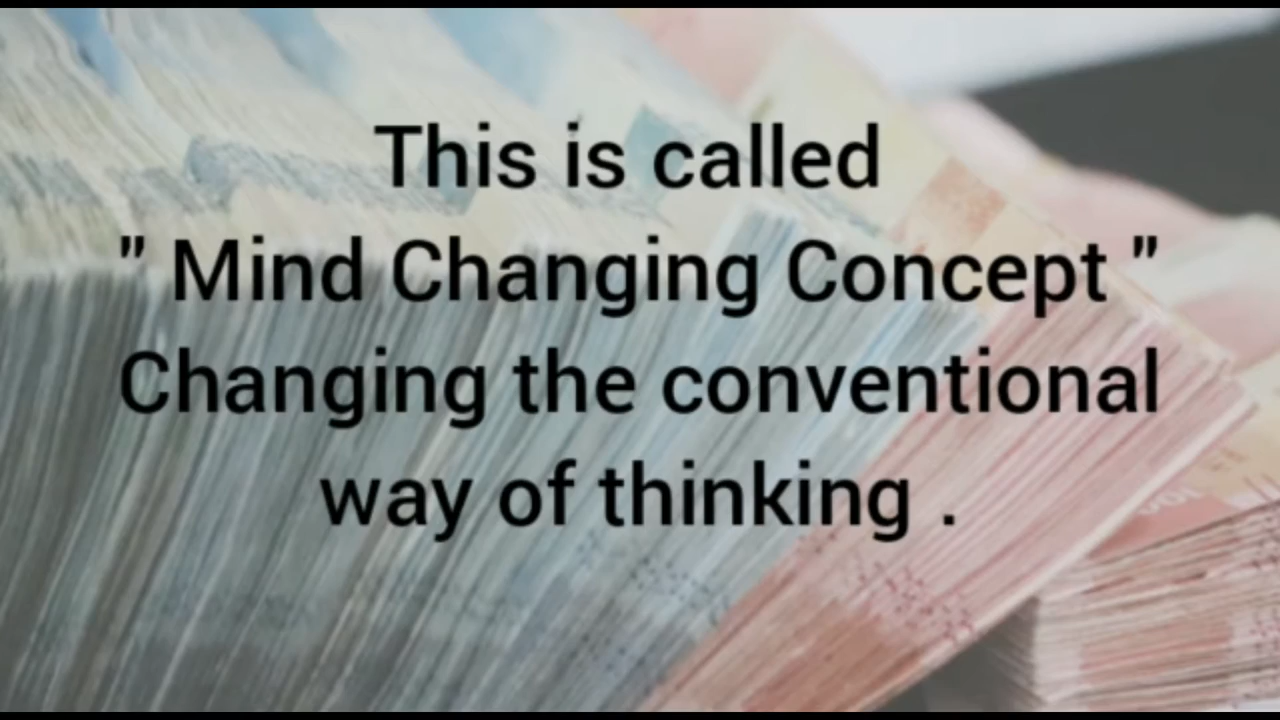 This is called
" Mind Changing Concept "
Changing the conventional
way of thinking .